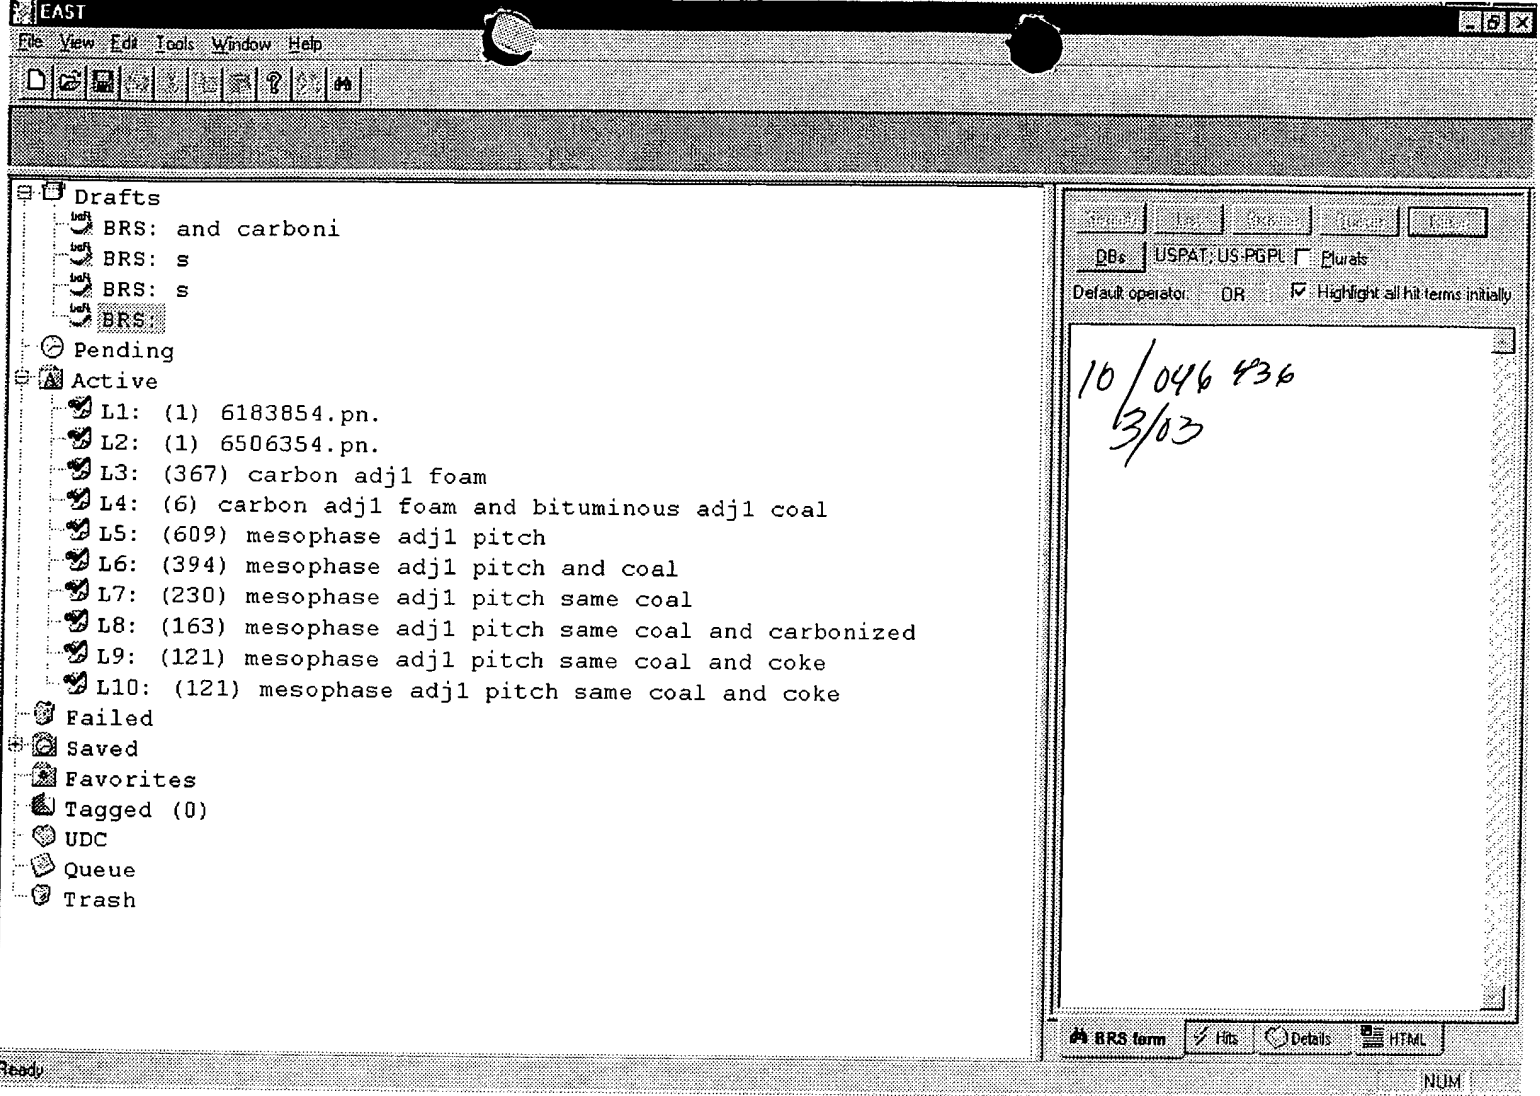 EAST
File View Edit Tools Window Help
Drafts
BRS: and carboni
BRS: s
BRS: s
BRS:
Pending
Active
L1: (1) 6183854.pn.
L2: (1) 6506354.pn.
L3: (367) carbon adj1 foam
L4: (6) carbon adj1 foam and bituminous adj1 coal
L5: (609) mesophase adj1 pitch
L6: (394) mesophase adj1 pitch and coal
L7: (230) mesophase adj1 pitch same coal
L8: (163) mesophase adj1 pitch same coal and carbonized
L9: (121) mesophase adj1 pitch same coal and coke
L10: (121) mesophase adj1 pitch same coal and coke
Failed
Saved
Favorites
Tagged (0)
UDC
Queue
Trash
DBs USPAT; US-PGPU Plurals
Default operator: OR Highlight all hit terms initially
10/046 436
3/03
BRS form Hits Details HTML
Ready
NUM